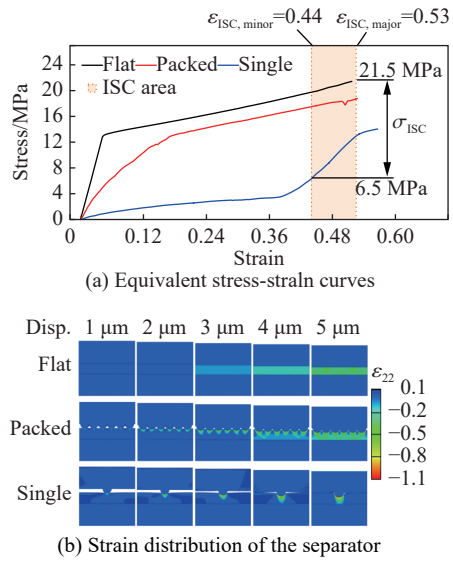 ε_ISC, minor=0.44 ε_ISC, major=0.53
Flat Packed Single
ISC area
21.5 MPa
σ_ISC
6.5 MPa
Stress/MPa
24
20
16
12
8
4
0
0 0.12 0.24 0.36 0.48 0.60
Strain
(a) Equivalent stress-straln curves
Disp.
1 μm 2 μm 3 μm 4 μm 5 μm
Flat
Packed
Single
ε₂₂
0.1
−0.2
−0.5
−0.8
−1.1
(b) Strain distribution of the separator